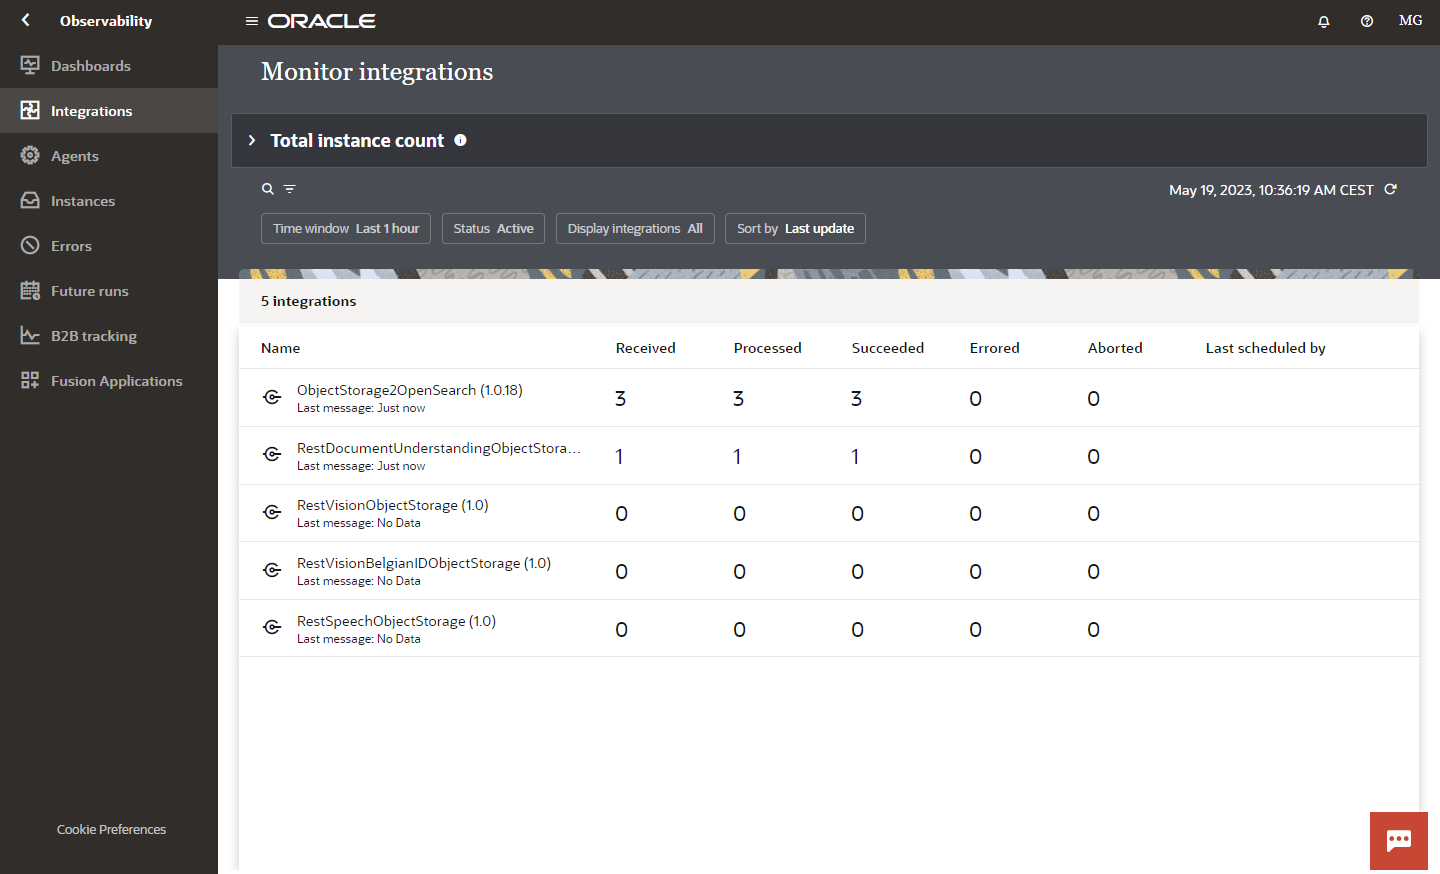 Observability
ORACLE
MG
Dashboards
Integrations
Agents
Instances
Errors
Future runs
B2B tracking
Fusion Applications
Cookie Preferences
Monitor integrations
Total instance count
May 19, 2023, 10:36:19 AM CEST
Time window Last 1 hour
Status Active
Display integrations All
Sort by Last update
5 integrations
Name Received Processed Succeeded Errored Aborted Last scheduled by
ObjectStorage2OpenSearch (1.0.18) 3 3 3 0 0
Last message: Just now
RestDocumentUnderstandingObjectStora... 1 1 1 0 0
Last message: Just now
RestVisionObjectStorage (1.0) 0 0 0 0 0
Last message: No Data
RestVisionBelgianIDObjectStorage (1.0) 0 0 0 0 0
Last message: No Data
RestSpeechObjectStorage (1.0) 0 0 0 0 0
Last message: No Data